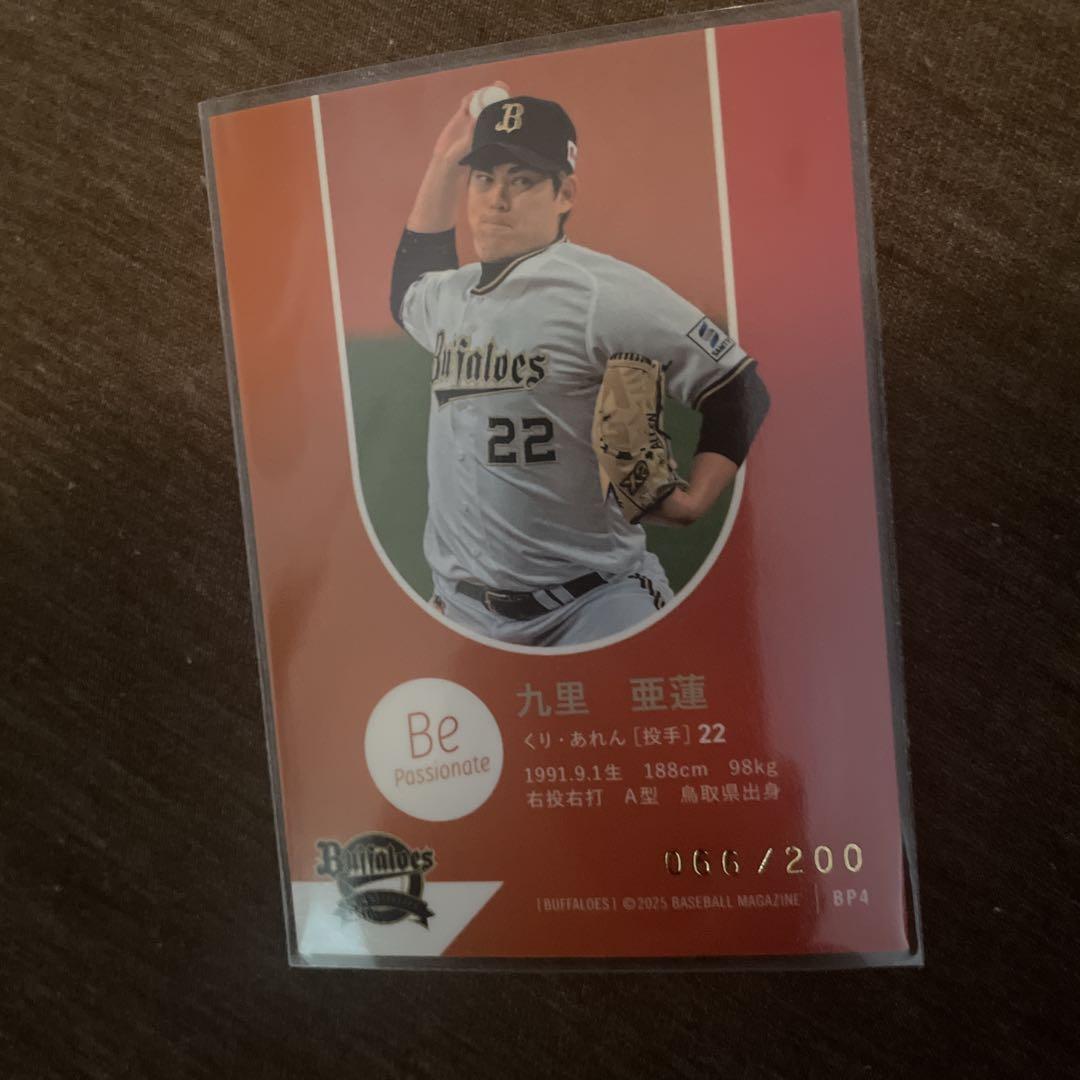 B
SANTEI
Buffaloes
22
ALLEN
Be
Passionate
九里 亜蓮
くり・あれん [投手] 22
1991.9.1生 188cm 98kg
右投右打 A型 鳥取県出身
Buffaloes
066/200
[BUFFALOES] ©2025 BASEBALL MAGAZINE BP4